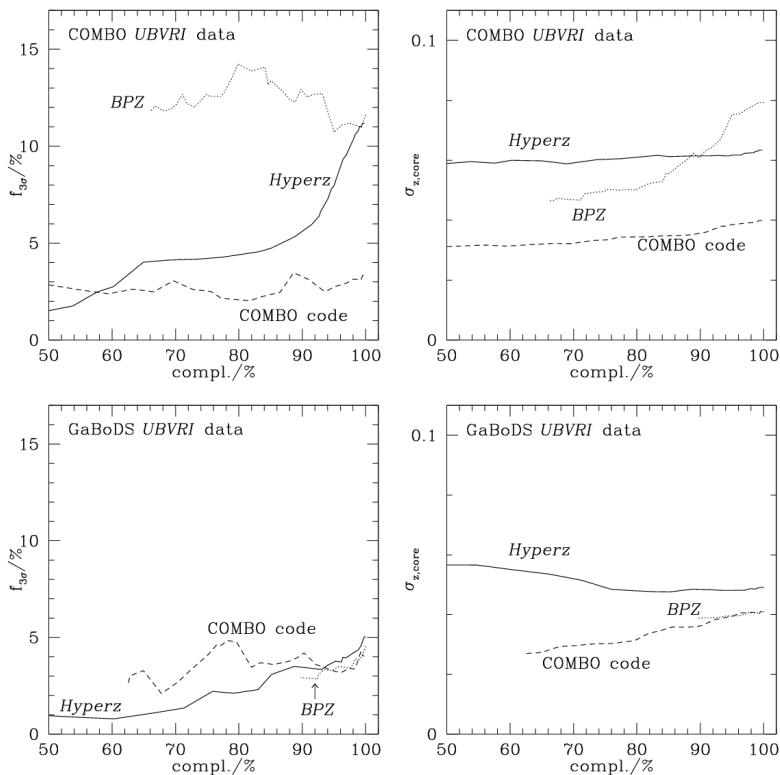 COMBO UBVRI data
15
10
5
0
f3σ/%
BPZ
Hyperz
COMBO code
50 60 70 80 90 100
compl./%
COMBO UBVRI data
0.1
0
σz,core
Hyperz
BPZ
COMBO code
50 60 70 80 90 100
compl./%
GaBoDS UBVRI data
15
10
5
0
f3σ/%
COMBO code
Hyperz
BPZ
50 60 70 80 90 100
compl./%
GaBoDS UBVRI data
0.1
0
σz,core
Hyperz
BPZ
COMBO code
50 60 70 80 90 100
compl./%